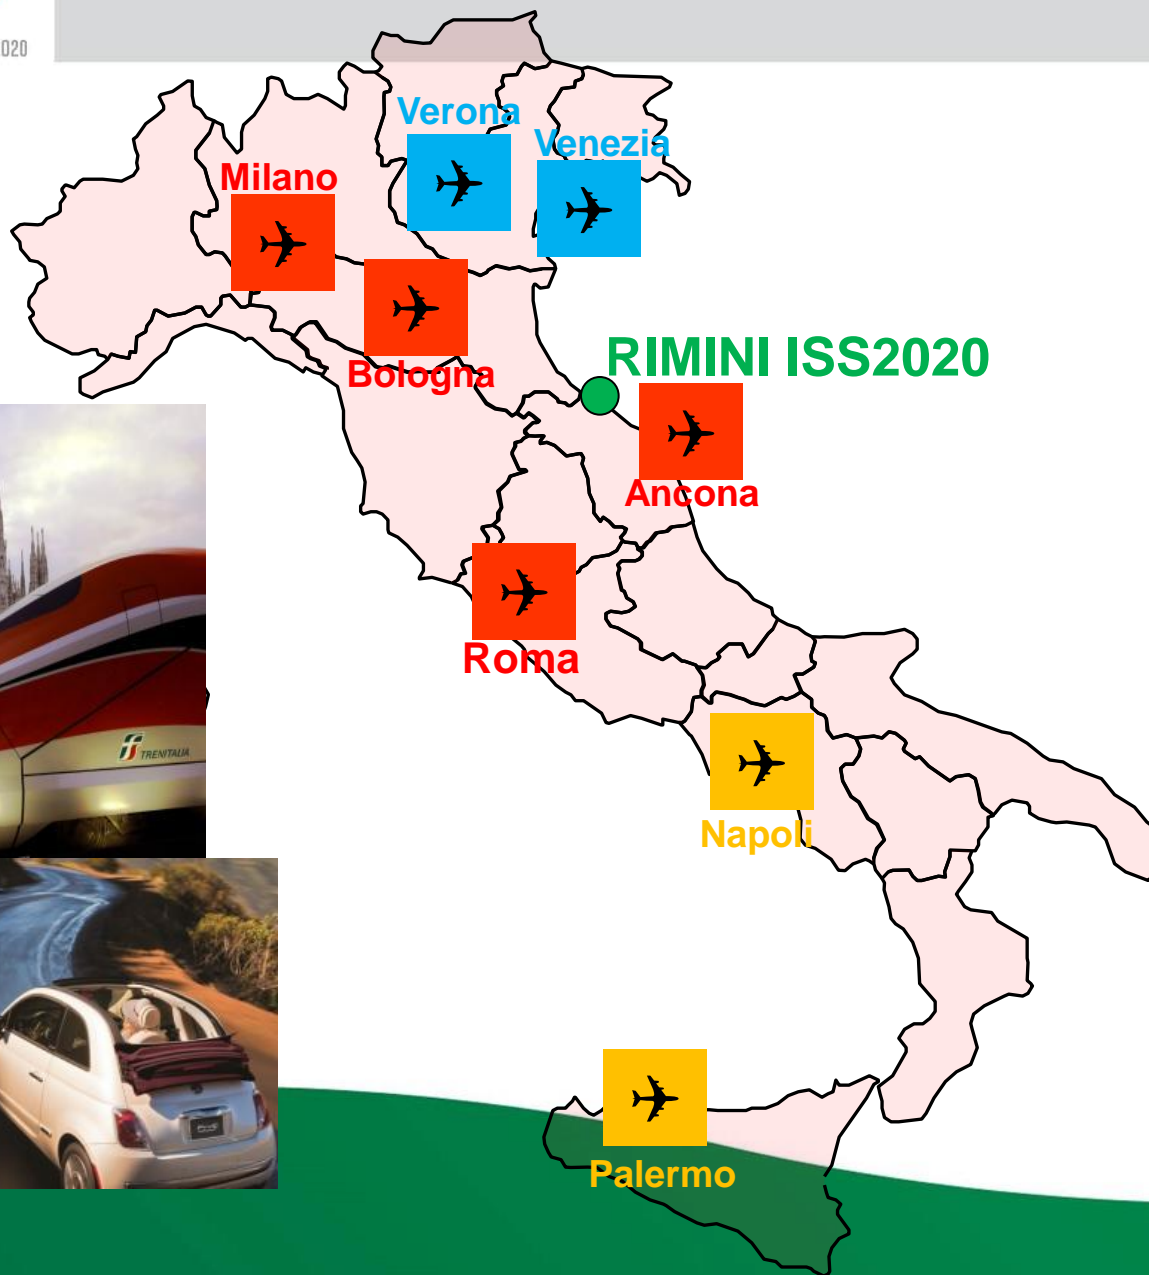 020
Verona
Venezia
Milano
RIMINI ISS2020
Bologna
Ancona
Roma
TRENITALIA
Napoli
Palermo